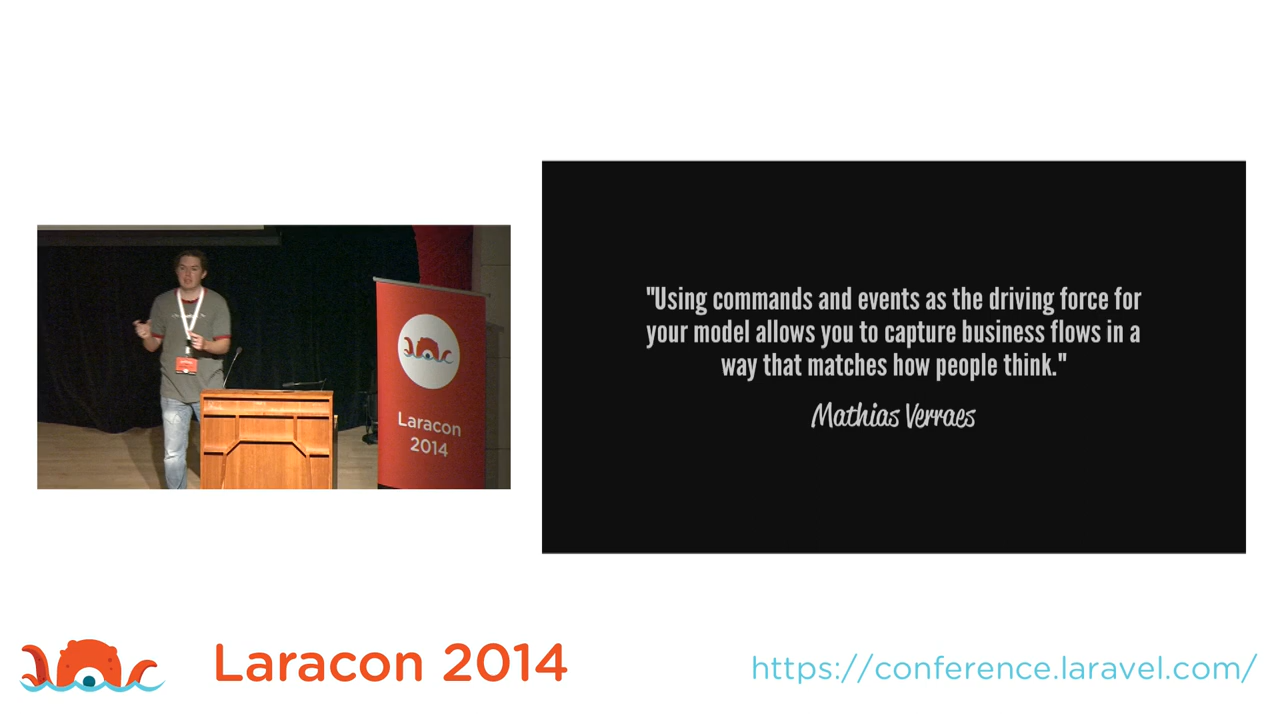 "Using commands and events as the driving force for
your model allows you to capture business flows in a
way that matches how people think."
Mathias Verraes
Laracon
2014
Laracon 2014
https://conference.laravel.com/